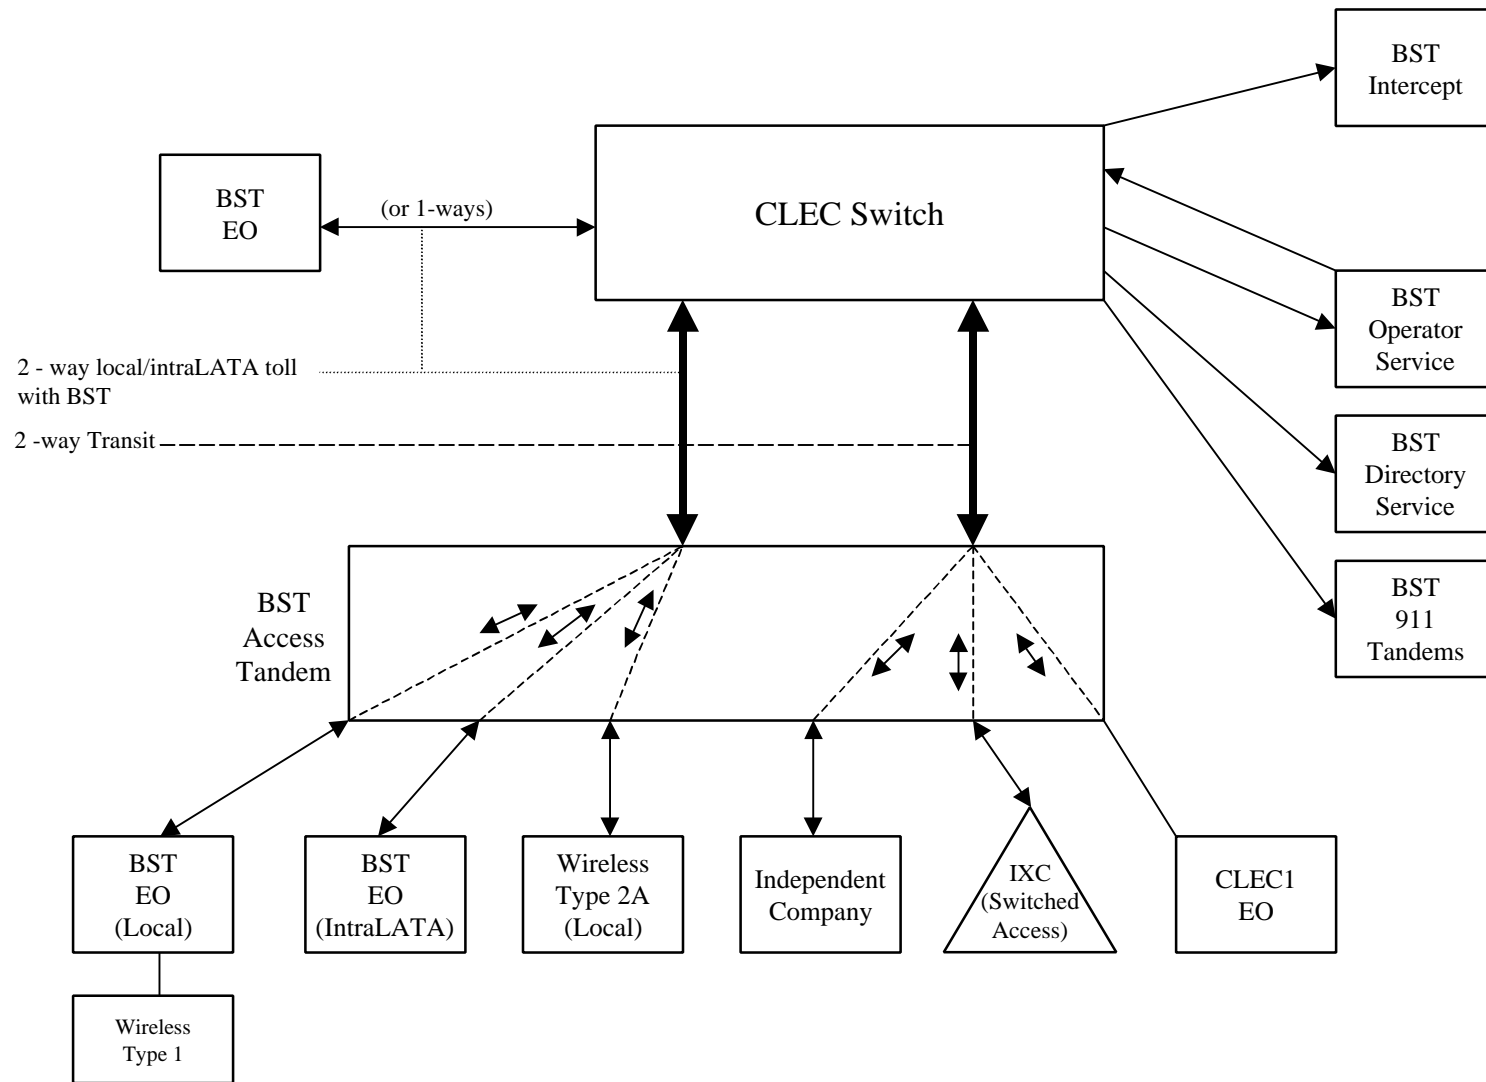 BST
Intercept
CLEC Switch
BST
EO
(or 1-ways)
BST
Operator
Service
2 - way local/intraLATA toll
with BST
2 -way Transit
BST
Directory
Service
BST
911
Tandems
BST
Access
Tandem
BST
EO
(Local)
BST
EO
(IntraLATA)
Wireless
Type 2A
(Local)
Independent
Company
IXC
(Switched
Access)
CLEC1
EO
Wireless
Type 1